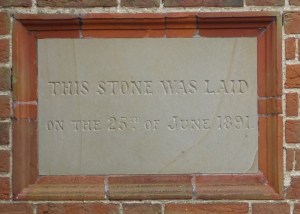 THIS STONE WAS LAID
ON THE 25TH OF JUNE 1891.